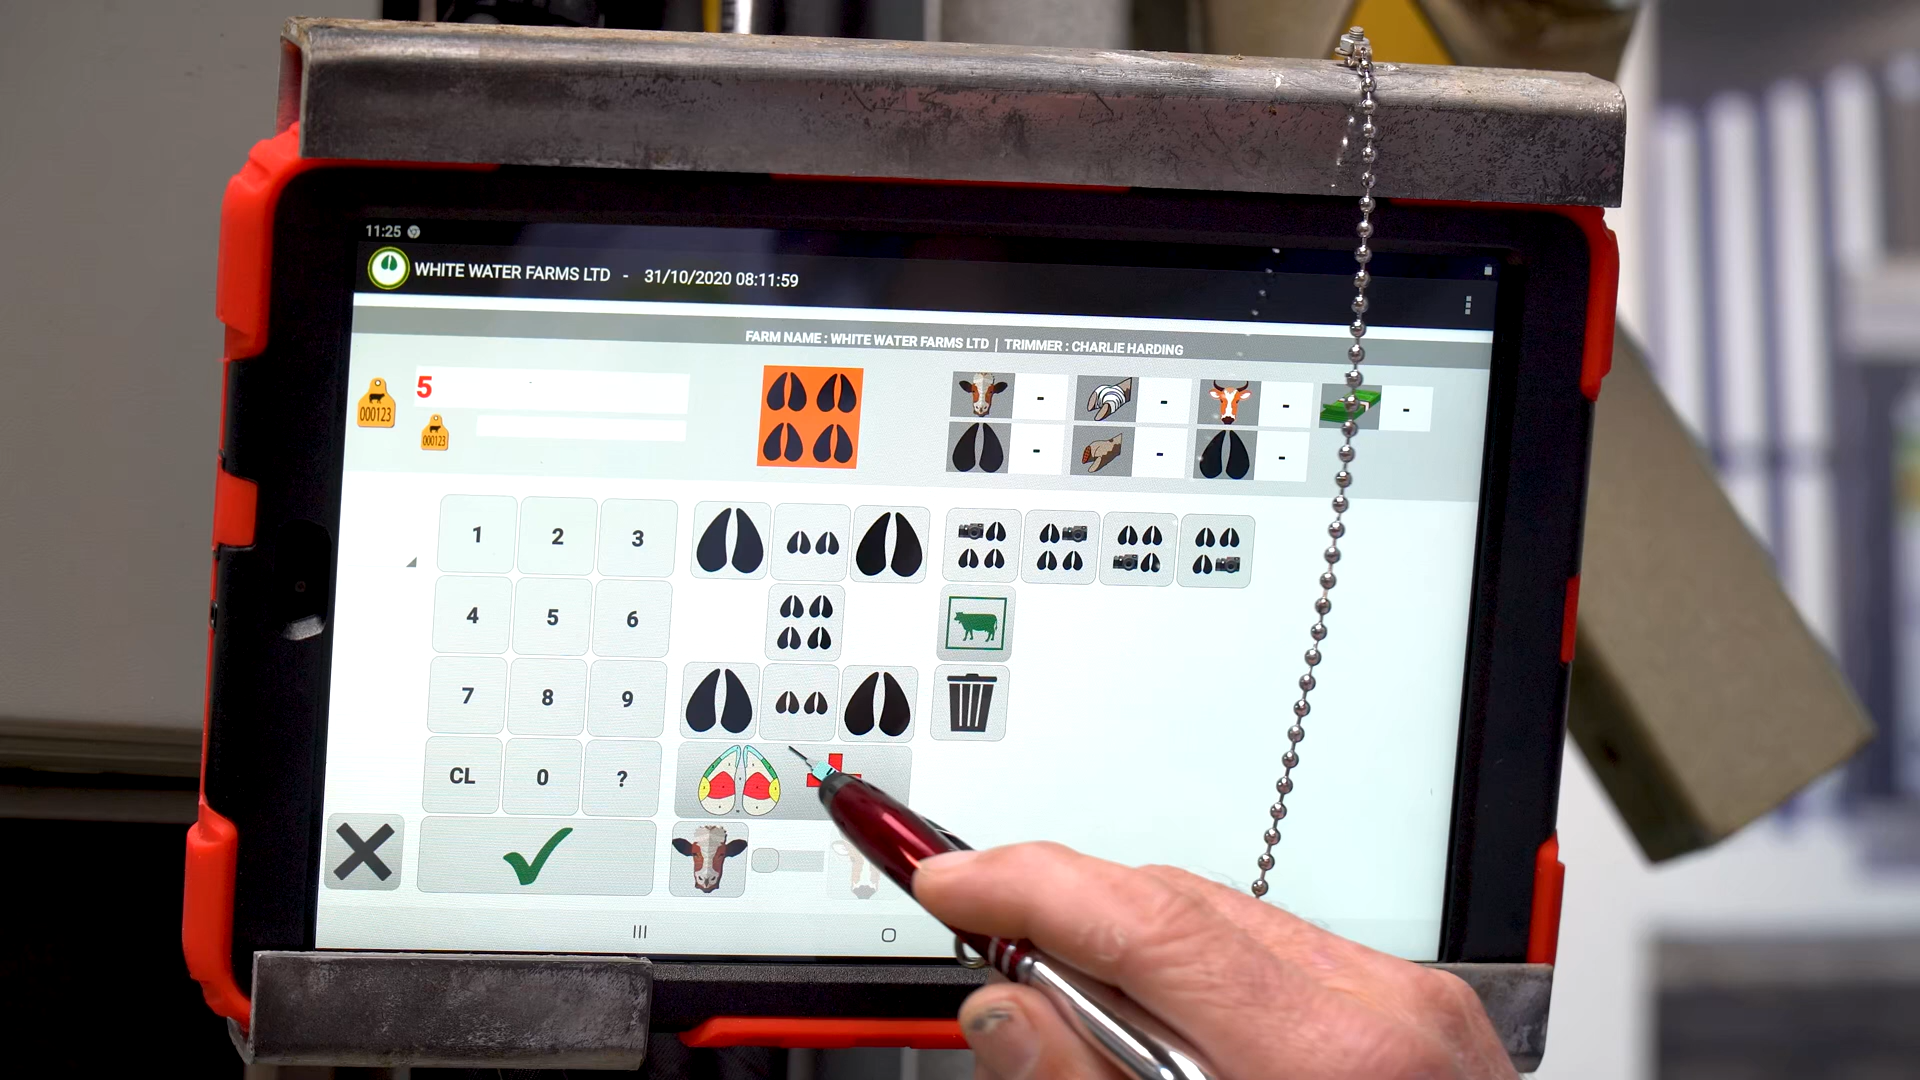 11:25
WHITE WATER FARMS LTD - 31/10/2020 08:11:59
FARM NAME : WHITE WATER FARMS LTD | TRIMMER : CHARLIE HARDING
000123
5
000123
- - - -
- - -
1 2 3
4 5 6
7 8 9
CL 0 ?